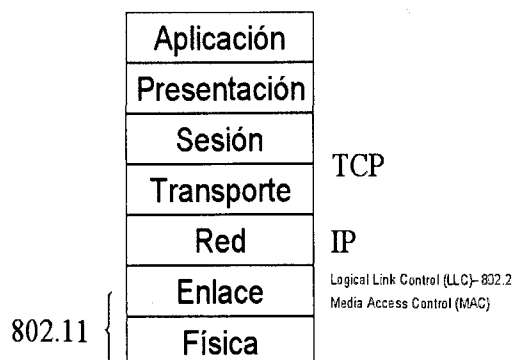 Aplicación
Presentación
Sesión
TCP
Transporte
Red
IP
Enlace
Logical Link Control (LLC)-802.2
Media Access Control (MAC)
802.11
Física